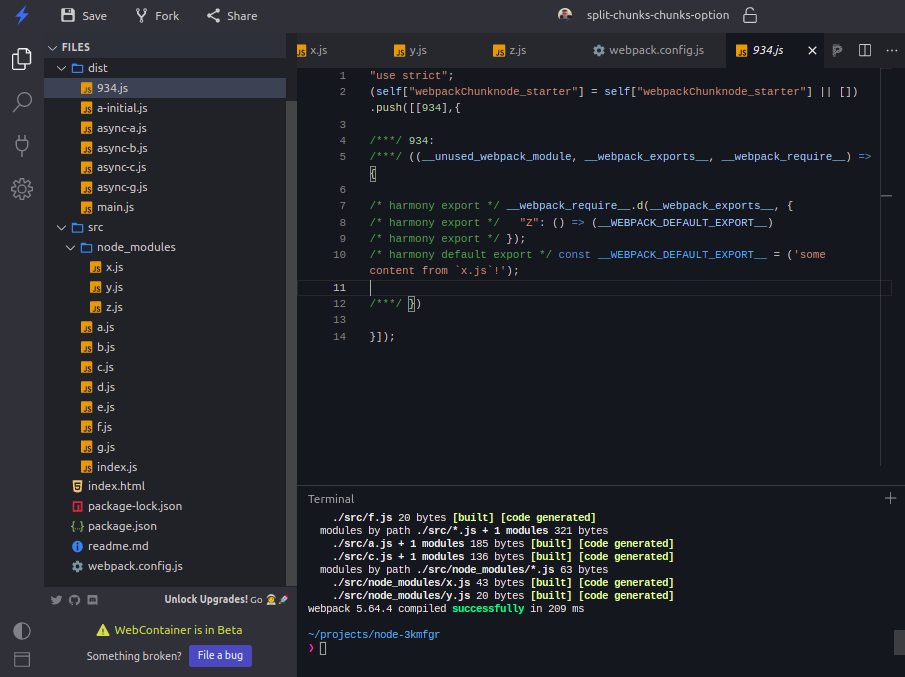 Save Fork Share split-chunks-chunks-option
FILES
dist
934.js
a-initial.js
async-a.js
async-b.js
async-c.js
async-g.js
main.js
src
node_modules
x.js
y.js
z.js
a.js
b.js
c.js
d.js
e.js
f.js
g.js
index.js
index.html
package-lock.json
package.json
readme.md
webpack.config.js
Unlock Upgrades! Go
WebContainer is in Beta
Something broken? File a bug
x.js y.js z.js webpack.config.js 934.js
1 "use strict";
2 (self["webpackChunknode_starter"] = self["webpackChunknode_starter"] || [])
.push([[934],{
3
4 /***/ 934:
5 /***/ ((__unused_webpack_module, __webpack_exports__, __webpack_require__) =>
{
6
7 /* harmony export */ __webpack_require__.d(__webpack_exports__, {
8 /* harmony export */   "Z": () => (__WEBPACK_DEFAULT_EXPORT__)
9 /* harmony export */ });
10 /* harmony default export */ const __WEBPACK_DEFAULT_EXPORT__ = ('some
content from `x.js`!');
11
12 /***/ })
13
14 }]);
Terminal
./src/f.js 20 bytes [built] [code generated]
modules by path ./src/*.js + 1 modules 321 bytes
./src/a.js + 1 modules 185 bytes [built] [code generated]
./src/c.js + 1 modules 136 bytes [built] [code generated]
modules by path ./src/node_modules/*.js 63 bytes
./src/node_modules/x.js 43 bytes [built] [code generated]
./src/node_modules/y.js 20 bytes [built] [code generated]
webpack 5.64.4 compiled successfully in 209 ms
~/projects/node-3kmfgr
❯